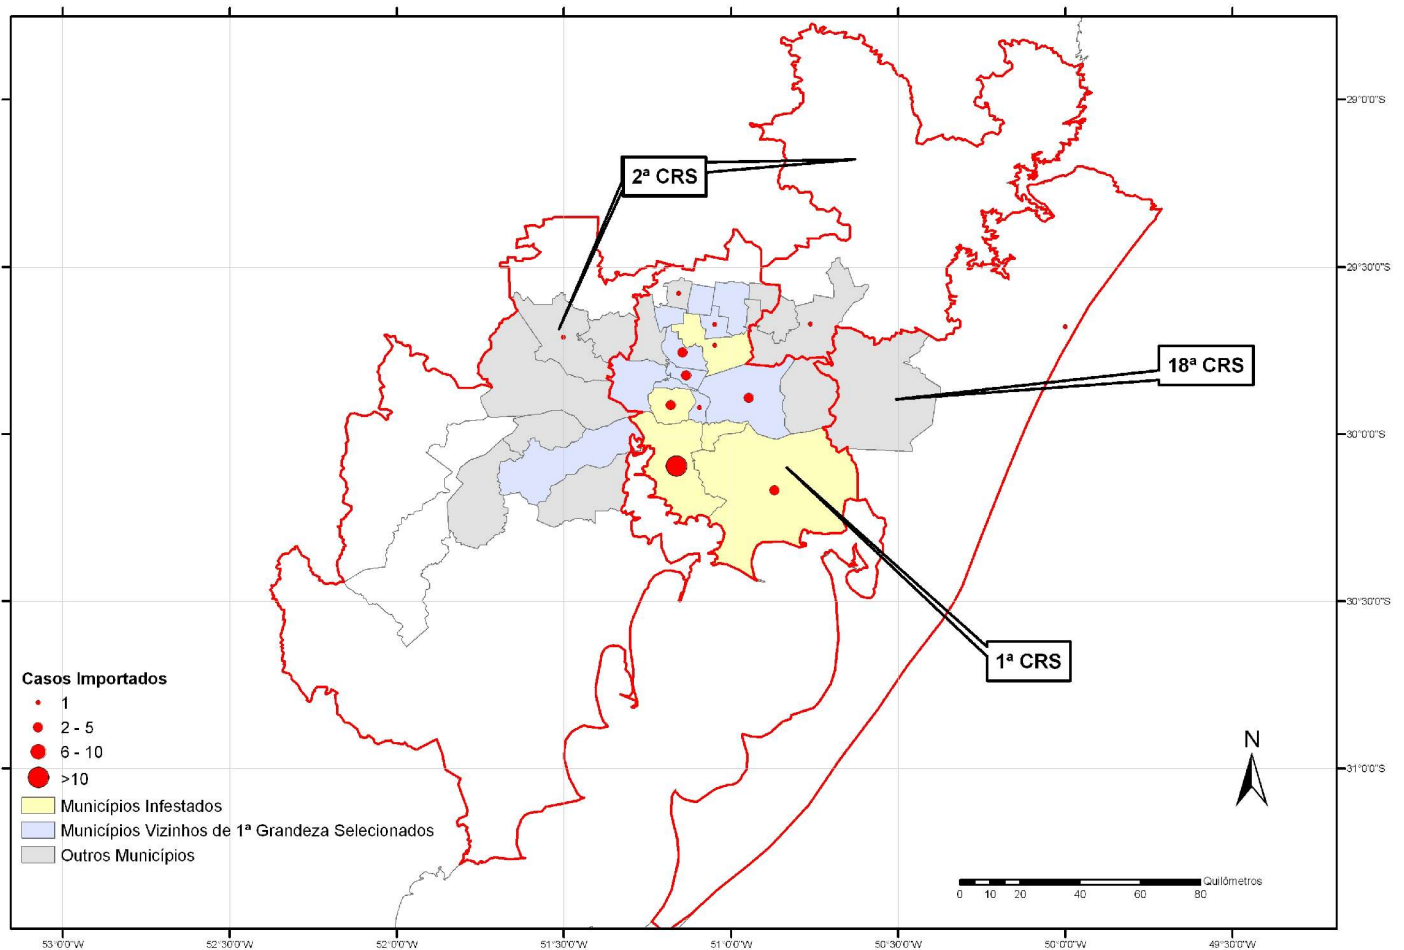 29°0'0"S
2ª CRS
29°30'0"S
18ª CRS
30°0'0"S
30°30'0"S
1ª CRS
Casos Importados
1
2 - 5
6 - 10
>10
Municípios Infestados
Municípios Vizinhos de 1ª Grandeza Selecionados
Outros Municípios
N
31°0'0"S
Quilômetros
0 10 20 40 60 80
53°0'0"W 52°30'0"W 52°0'0"W 51°30'0"W 51°0'0"W 50°30'0"W 50°0'0"W 49°30'0"W